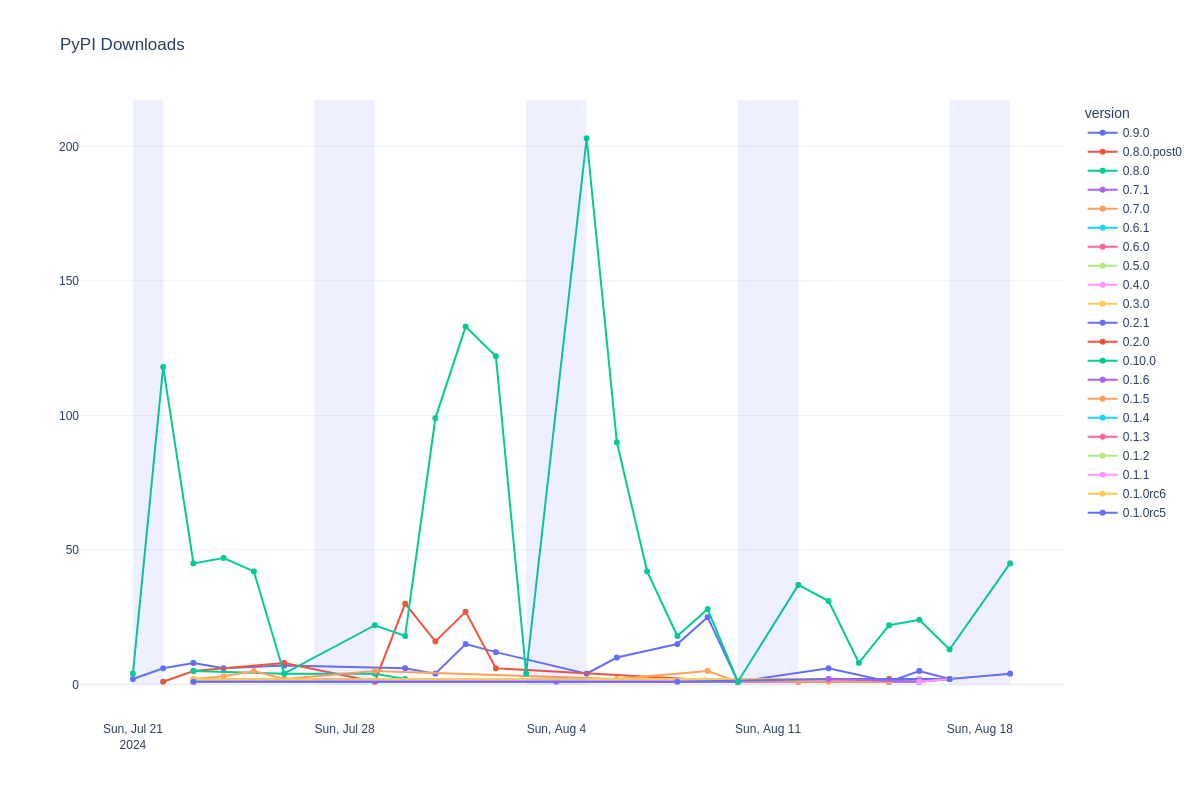 PyPI Downloads
version
0.9.0
0.8.0.post0
0.8.0
0.7.1
0.7.0
0.6.1
0.6.0
0.5.0
0.4.0
0.3.0
0.2.1
0.2.0
0.10.0
0.1.6
0.1.5
0.1.4
0.1.3
0.1.2
0.1.1
0.1.0rc6
0.1.0rc5
200
150
100
50
0
Sun, Jul 21
2024
Sun, Jul 28
Sun, Aug 4
Sun, Aug 11
Sun, Aug 18